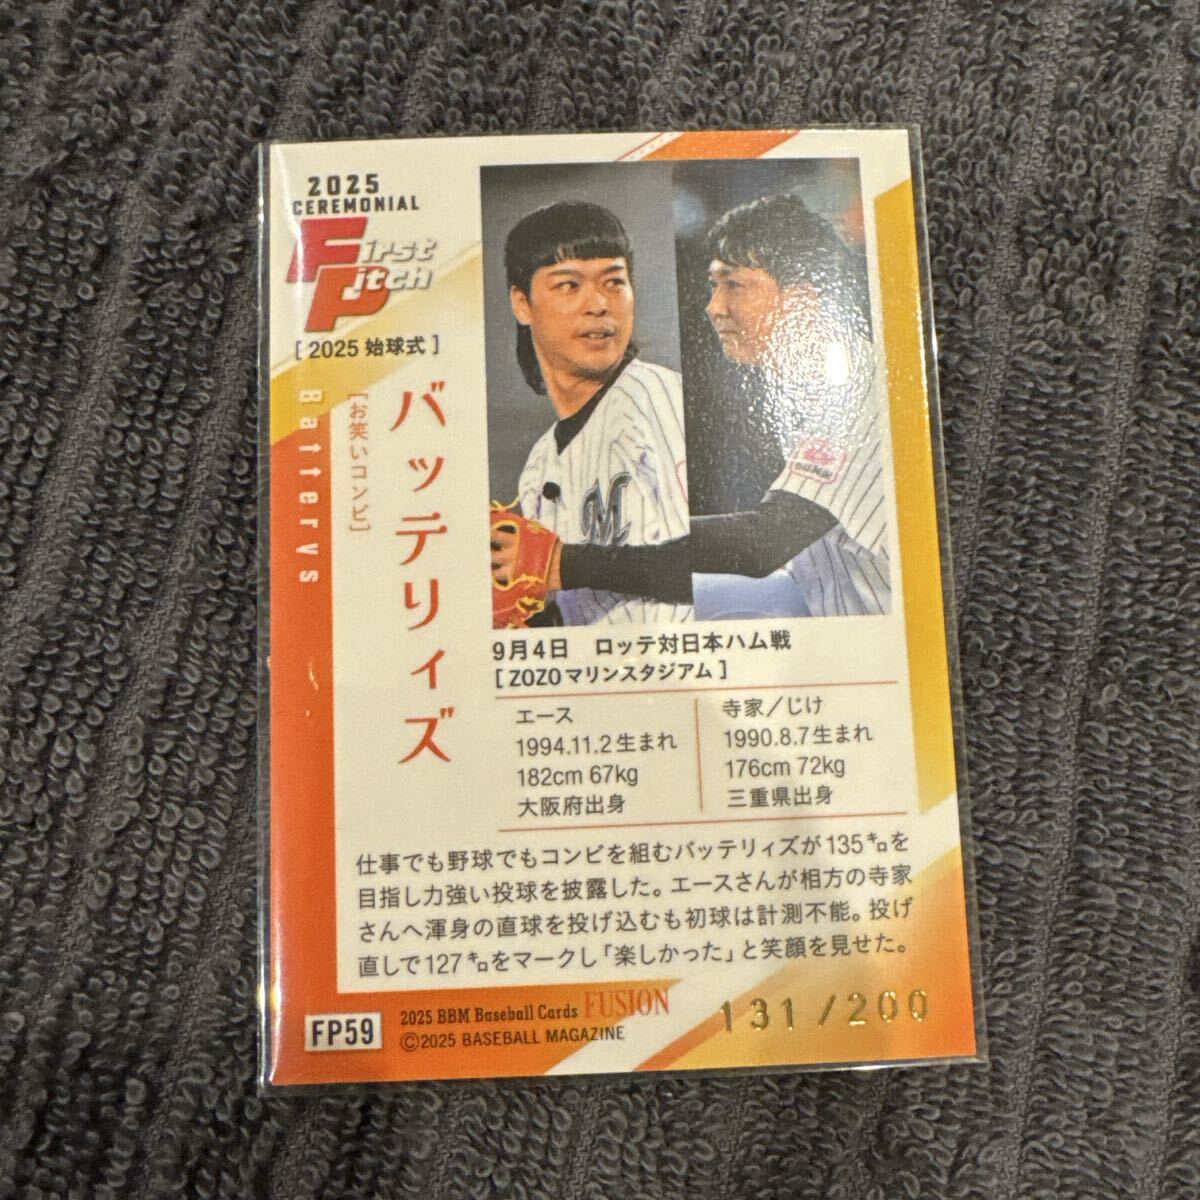 2025
CEREMONIAL
First
Pitch
[ 2025 始球式 ]
Batterys
[お笑いコンビ]
バッテリィズ
M
9月4日　ロッテ対日本ハム戦
[ ZOZOマリンスタジアム ]
エース
1994.11.2生まれ
182cm 67kg
大阪府出身
寺家／じけ
1990.8.7生まれ
176cm 72kg
三重県出身
仕事でも野球でもコンビを組むバッテリィズが135㌔を
目指し力強い投球を披露した。エースさんが相方の寺家
さんへ渾身の直球を投げ込むも初球は計測不能。投げ
直しで127㌔をマークし「楽しかった」と笑顔を見せた。
FP59
2025 BBM Baseball Cards FUSION
©2025 BASEBALL MAGAZINE
131/200